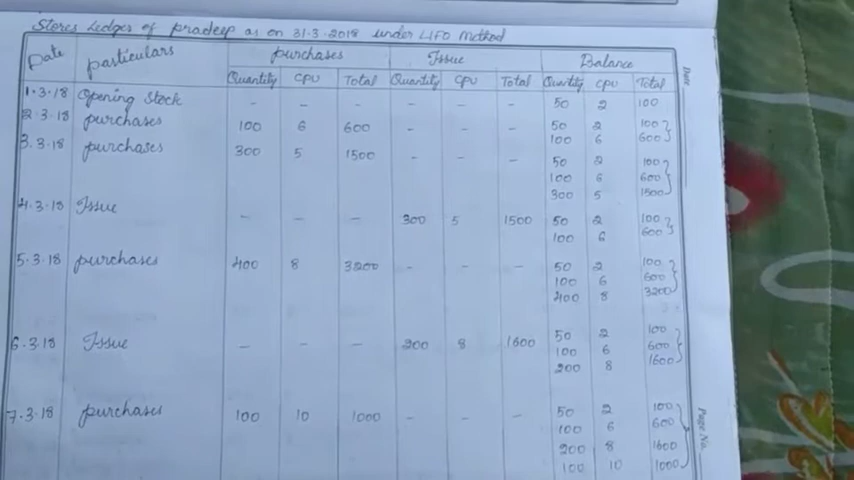 Stores Ledger of pradeep as on 31-3-2018 under LIFO Method
Date particulars purchases Issue Balance
Quantity CPU Total Quantity CPU Total Quantity CPU Total
1.3.18 Opening Stock - - - - - - 50 2 100
2.3.18 purchases 100 6 600 - - - 50 2 100
100 6 600
3.3.18 purchases 300 5 1500 - - - 50 2 100
100 6 600
300 5 1500
4.3.18 Issue - - - 300 5 1500 50 2 100
100 6 600
5.3.18 purchases 400 8 3200 - - - 50 2 100
100 6 600
400 8 3200
6.3.18 Issue - - - 200 8 1600 50 2 100
100 6 600
200 8 1600
7.3.18 purchases 100 10 1000 - - - 50 2 100
100 6 600
200 8 1600
100 10 1000
Date
Page No.